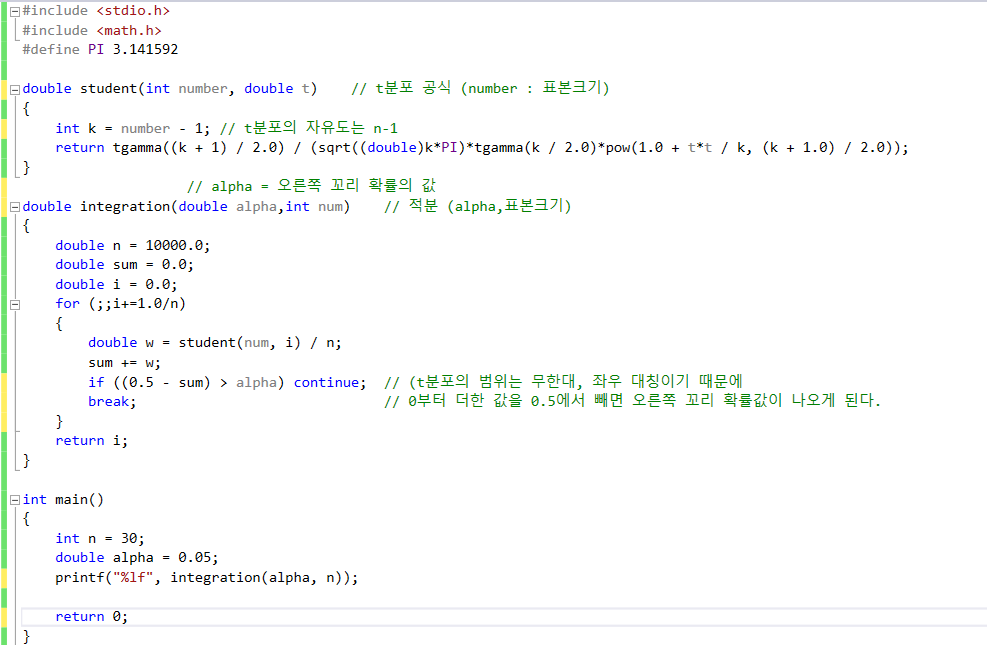 #include <stdio.h>
#include <math.h>
#define PI 3.141592
double student(int number, double t)    // t분포 공식 (number : 표본크기)
{
    int k = number - 1; // t분포의 자유도는 n-1
    return tgamma((k + 1) / 2.0) / (sqrt((double)k*PI)*tgamma(k / 2.0)*pow(1.0 + t*t / k, (k + 1.0) / 2.0));
}
                    // alpha = 오른쪽 꼬리 확률의 값
double integration(double alpha,int num)    // 적분 (alpha,표본크기)
{
    double n = 10000.0;
    double sum = 0.0;
    double i = 0.0;
    for (;;i+=1.0/n)
    {
        double w = student(num, i) / n;
        sum += w;
        if ((0.5 - sum) > alpha) continue;  // (t분포의 범위는 무한대, 좌우 대칭이기 때문에
        break;                              // 0부터 더한 값을 0.5에서 빼면 오른쪽 꼬리 확률값이 나오게 된다.
    }
    return i;
}
int main()
{
    int n = 30;
    double alpha = 0.05;
    printf("%lf", integration(alpha, n));
    return 0;
}